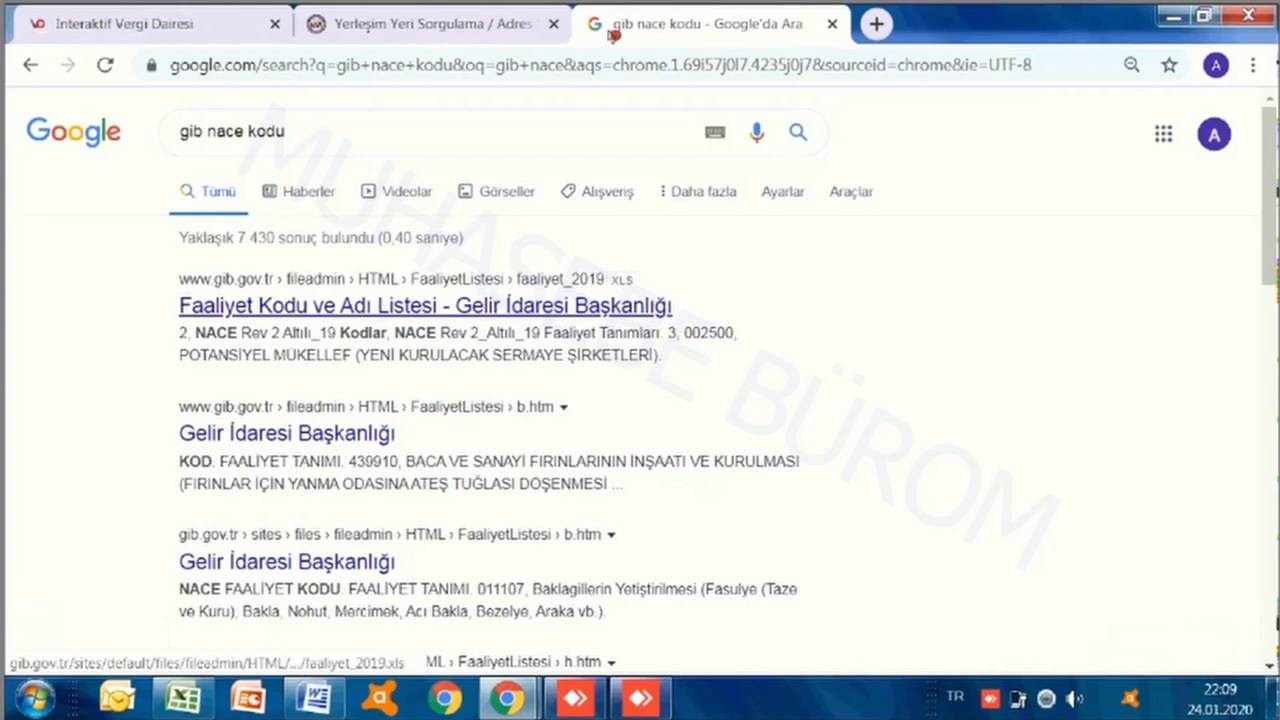 İnteraktif Vergi Dairesi
Yerleşim Yeri Sorgulama / Adres
gib nace kodu - Google'da Ara
google.com/search?q=gib+nace+kodu&oq=gib+nace&aqs=chrome.1.69i57j0l7.4235j0j7&sourceid=chrome&ie=UTF-8
A
Google
gib nace kodu
A
Tümü Haberler Videolar Görseller Alışveriş Daha fazla Ayarlar Araçlar
Yaklaşık 7.430 sonuç bulundu (0,40 saniye)
www.gib.gov.tr › fileadmin › HTML › FaaliyetListesi › faaliyet_2019 XLS
Faaliyet Kodu ve Adı Listesi - Gelir İdaresi Başkanlığı
2, NACE Rev 2 Altılı_19 Kodlar, NACE Rev 2_Altılı_19 Faaliyet Tanımları. 3, 002500,
POTANSİYEL MÜKELLEF (YENİ KURULACAK SERMAYE ŞİRKETLERİ).
www.gib.gov.tr › fileadmin › HTML › FaaliyetListesi › b.htm
Gelir İdaresi Başkanlığı
KOD. FAALİYET TANIMI. 439910, BACA VE SANAYİ FIRINLARININ İNŞAATI VE KURULMASI
(FIRINLAR İÇİN YANMA ODASINA ATEŞ TUĞLASI DÖŞENMESİ ...
gib.gov.tr › sites › files › fileadmin › HTML › FaaliyetListesi › b.htm
Gelir İdaresi Başkanlığı
NACE FAALİYET KODU. FAALİYET TANIMI. 011107, Baklagillerin Yetiştirilmesi (Fasulye (Taze
ve Kuru), Bakla, Nohut, Mercimek, Acı Bakla, Bezelye, Araka vb.).
gib.gov.tr/sites/default/files/fileadmin/HTML/.../faaliyet_2019.xls
ML › FaaliyetListesi › h.htm
MUHASEBE BÜROM
TR
22:09
24.01.2020